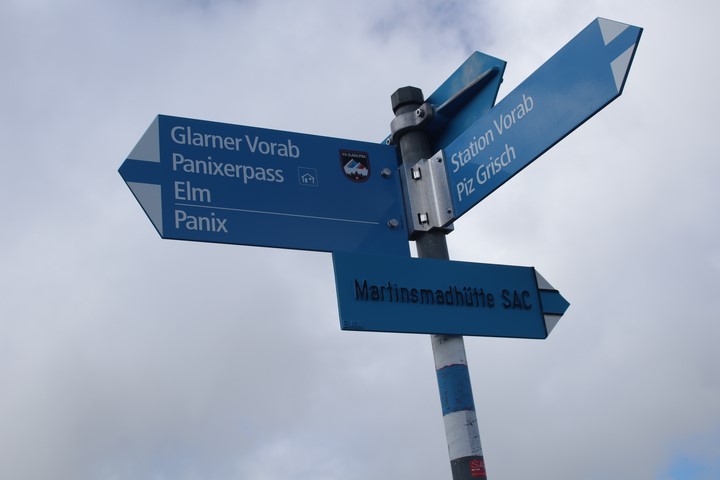 Glarner Vorab
Panixerpass
Elm
Panix
Station Vorab
Piz Grisch
Martinsmadhütte SAC